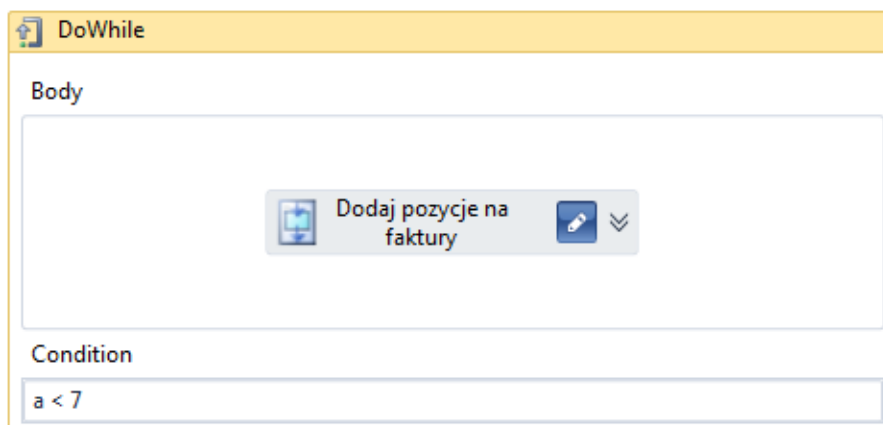 DoWhile
Body
Dodaj pozycje na
faktury
Condition
a < 7